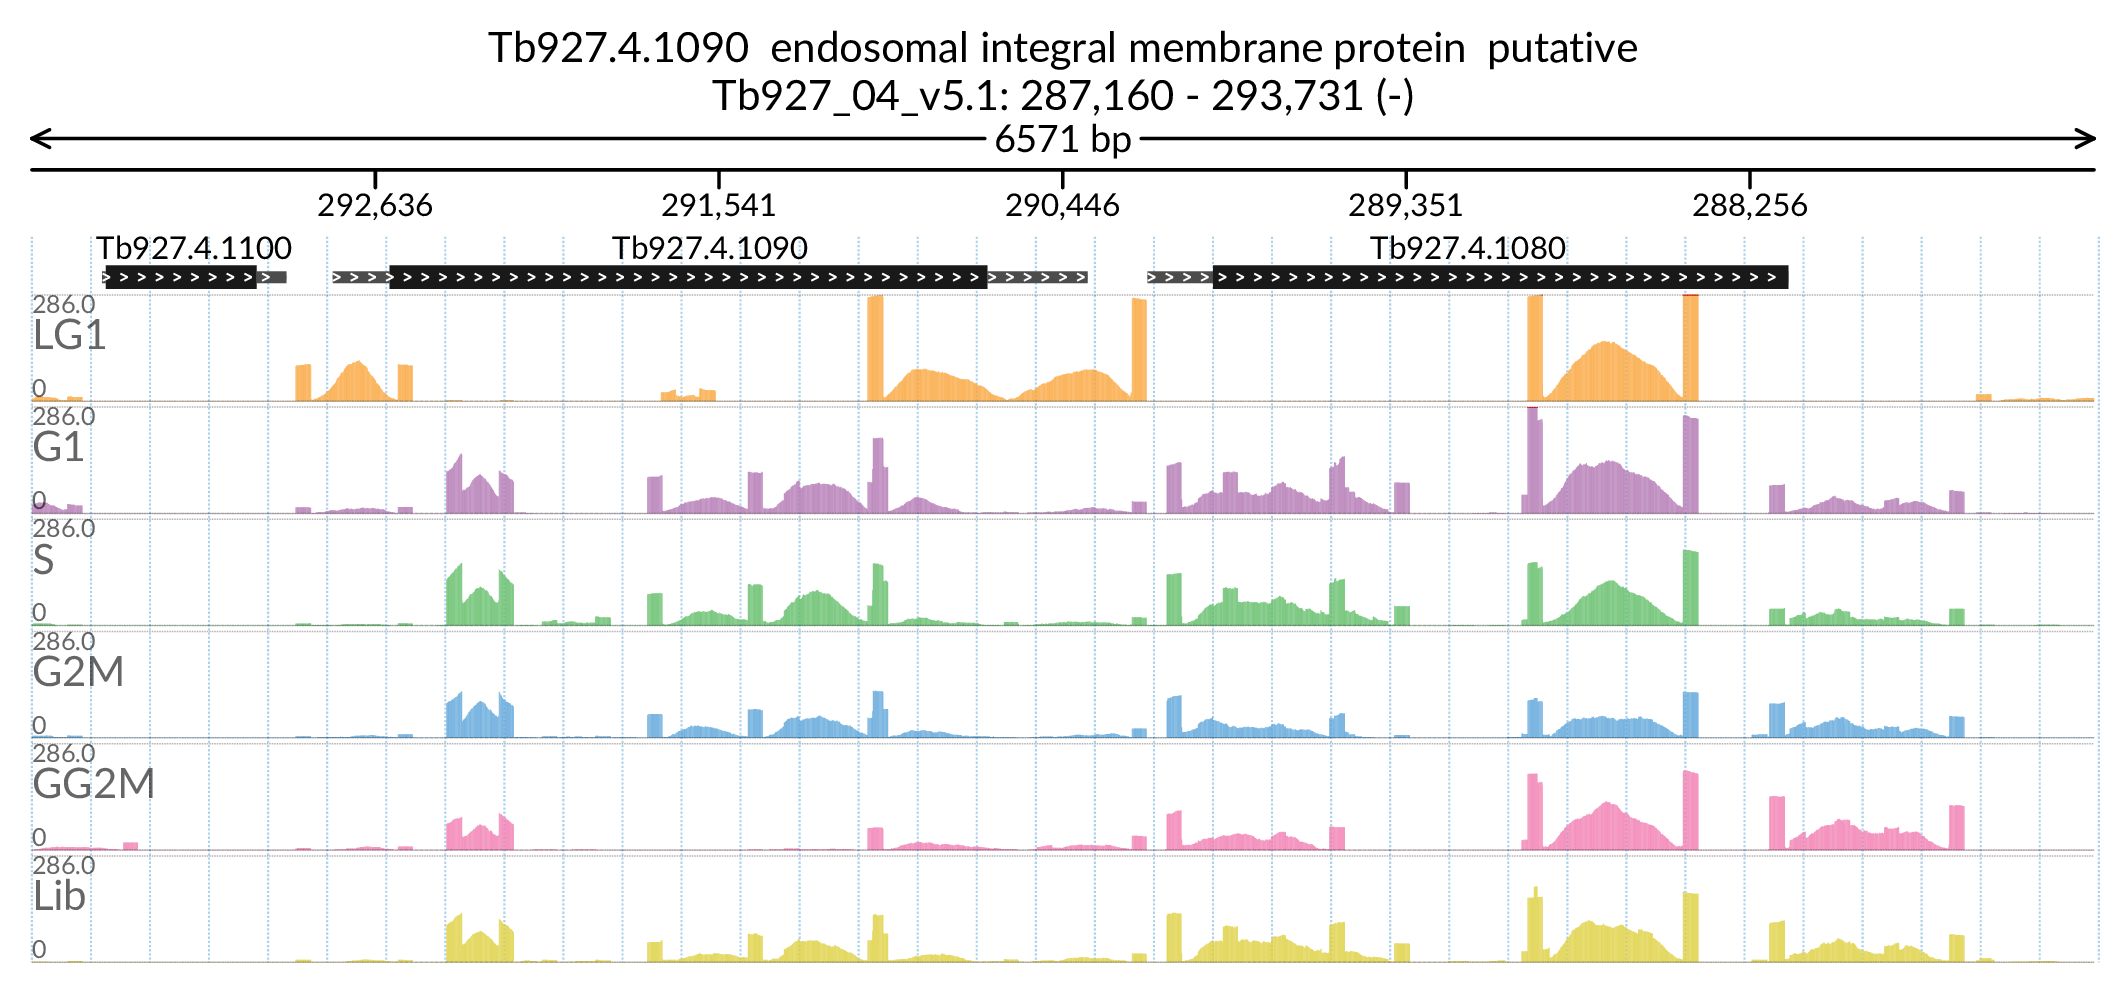 Tb927.4.1090  endosomal integral membrane protein  putative
Tb927_04_v5.1: 287,160 - 293,731 (-)
6571 bp
292,636 291,541 290,446 289,351 288,256
Tb927.4.1100 Tb927.4.1090 Tb927.4.1080
286.0
LG1
0
286.0
G1
0
286.0
S
0
286.0
G2M
0
286.0
GG2M
0
286.0
Lib
0